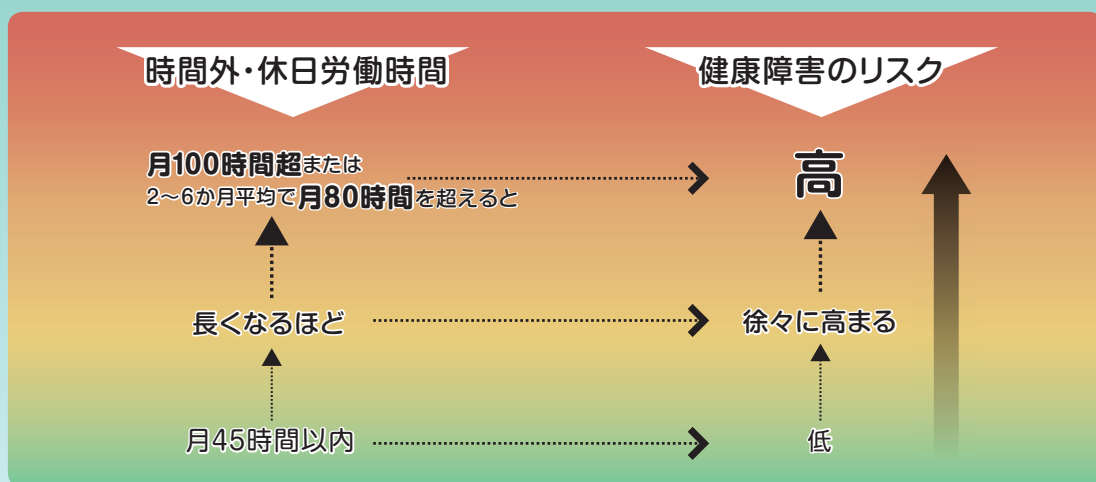 時間外・休日労働時間
健康障害のリスク
月100時間超または
2〜6か月平均で月80時間を超えると
高
長くなるほど
徐々に高まる
月45時間以内
低